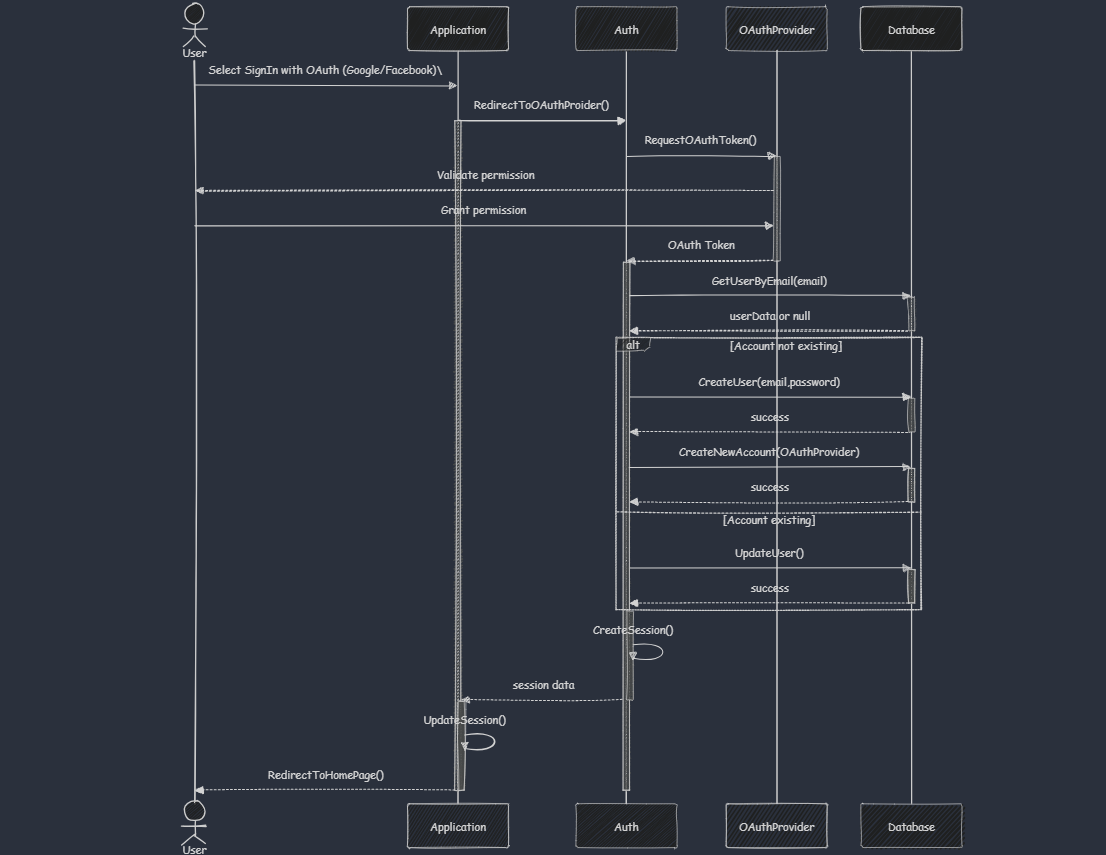 User
Application
Auth
OAuthProvider
Database
Select SignIn with OAuth (Google/Facebook)\
RedirectToOAuthProider()
RequestOAuthToken()
Validate permission
Grant permission
OAuth Token
GetUserByEmail(email)
userData or null
alt
[Account not existing]
CreateUser(email,password)
success
CreateNewAccount(OAuthProvider)
success
[Account existing]
UpdateUser()
success
CreateSession()
session data
UpdateSession()
RedirectToHomePage()
User
Application
Auth
OAuthProvider
Database